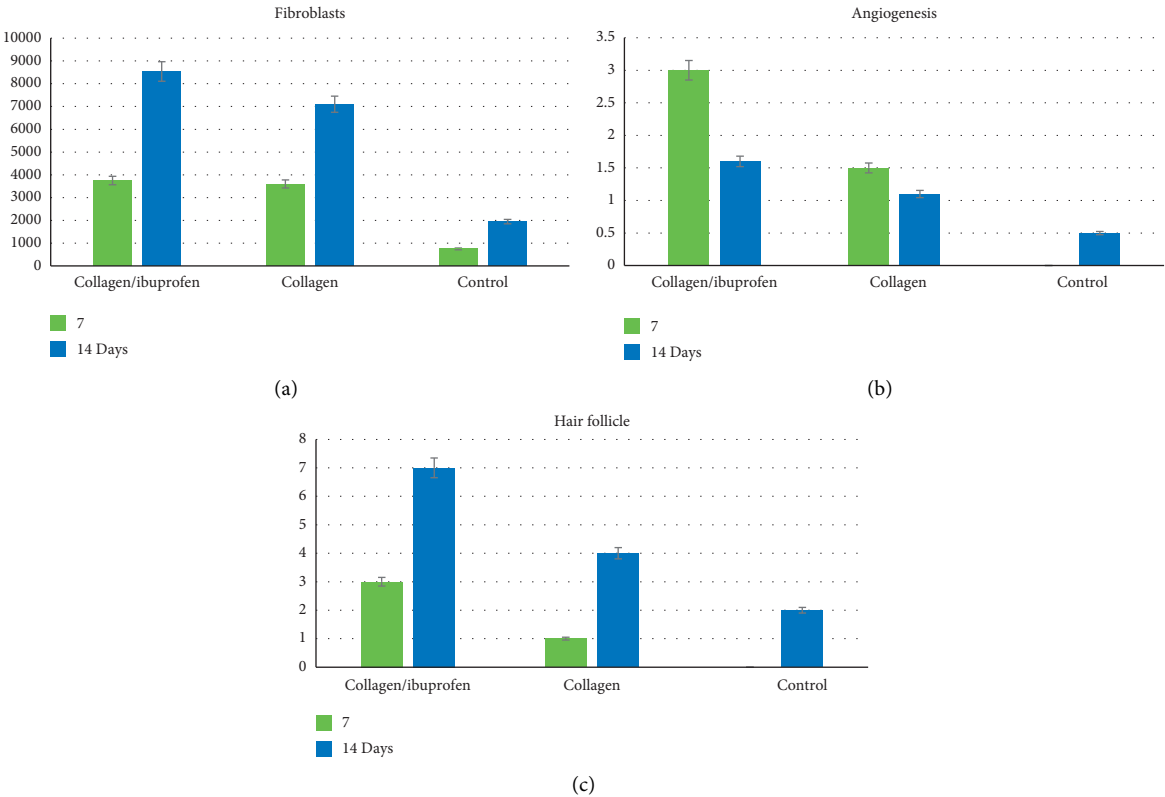 Fibroblasts
10000
9000
8000
7000
6000
5000
4000
3000
2000
1000
0
Collagen/ibuprofen Collagen Control
7
14 Days
(a)
Angiogenesis
3.5
3
2.5
2
1.5
1
0.5
0
Collagen/ibuprofen Collagen Control
7
14 Days
(b)
Hair follicle
8
7
6
5
4
3
2
1
0
Collagen/ibuprofen Collagen Control
7
14 Days
(c)